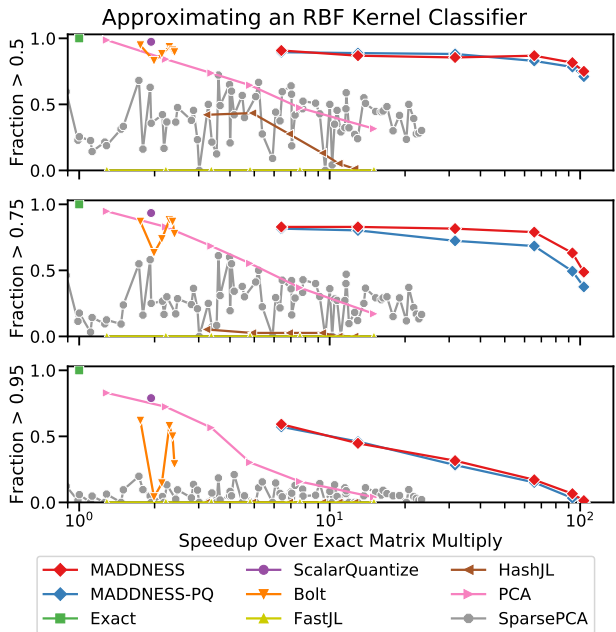 Approximating an RBF Kernel Classifier
Fraction > 0.5
1.0
0.5
0.0
Fraction > 0.75
1.0
0.5
0.0
Fraction > 0.95
1.0
0.5
0.0
10⁰ 10¹ 10²
Speedup Over Exact Matrix Multiply
MADDNESS ScalarQuantize HashJL
MADDNESS-PQ Bolt PCA
Exact FastJL SparsePCA